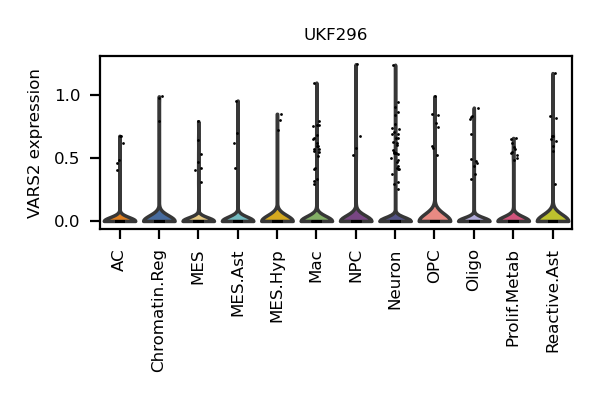 UKF296
VARS2 expression
1.0
0.5
0.0
AC
Chromatin.Reg
MES
MES.Ast
MES.Hyp
Mac
NPC
Neuron
OPC
Oligo
Prolif.Metab
Reactive.Ast